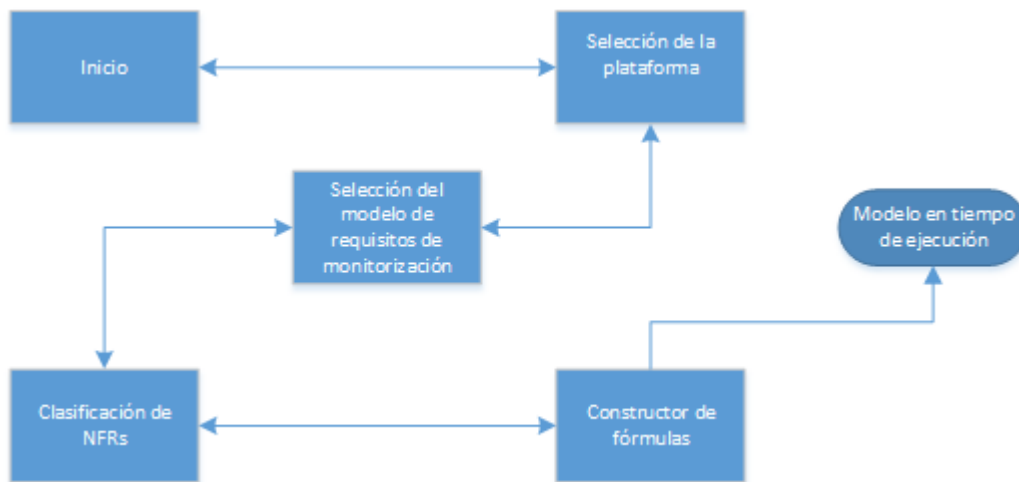 Inicio
Selección de la
plataforma
Selección del
modelo de
requisitos de
monitorización
Modelo en tiempo
de ejecución
Clasificación de
NFRs
Constructor de
fórmulas